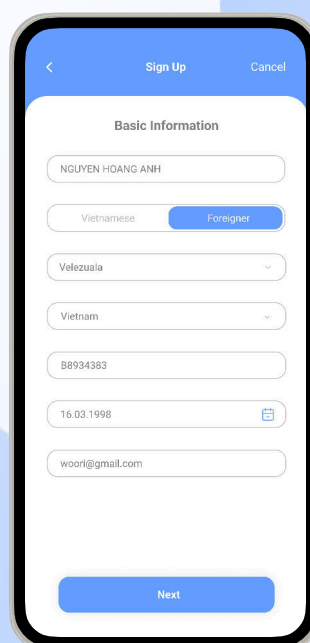 Sign Up
Cancel
Basic Information
NGUYEN HOANG ANH
Vietnamese
Foreigner
Velezuala
Vietnam
B8934383
16.03.1998
woori@gmail.com
Next